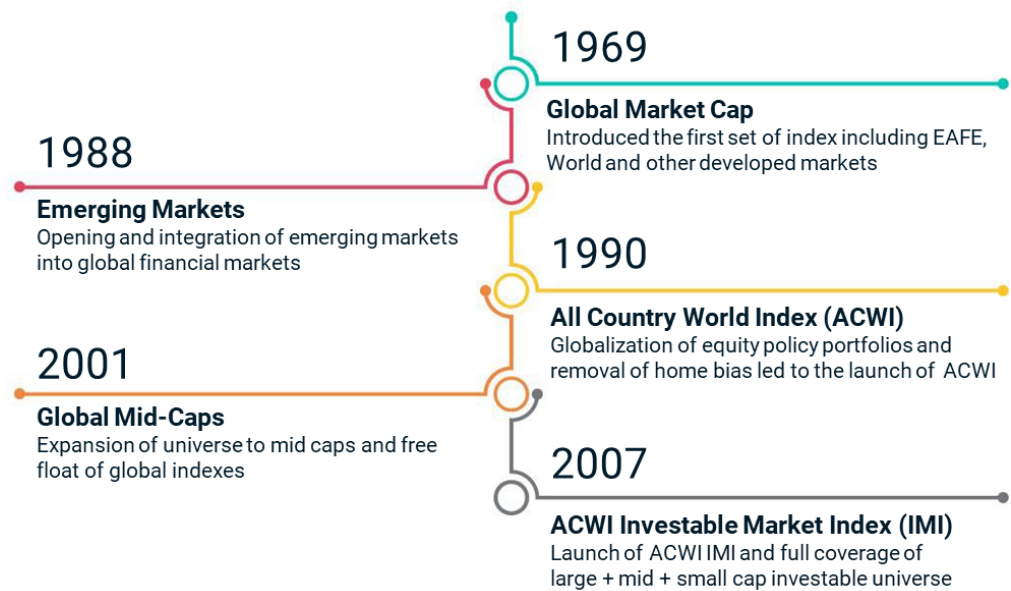 1969
Global Market Cap
Introduced the first set of index including EAFE,
World and other developed markets
1988
Emerging Markets
Opening and integration of emerging markets
into global financial markets
1990
All Country World Index (ACWI)
Globalization of equity policy portfolios and
removal of home bias led to the launch of ACWI
2001
Global Mid-Caps
Expansion of universe to mid caps and free
float of global indexes
2007
ACWI Investable Market Index (IMI)
Launch of ACWI IMI and full coverage of
large + mid + small cap investable universe